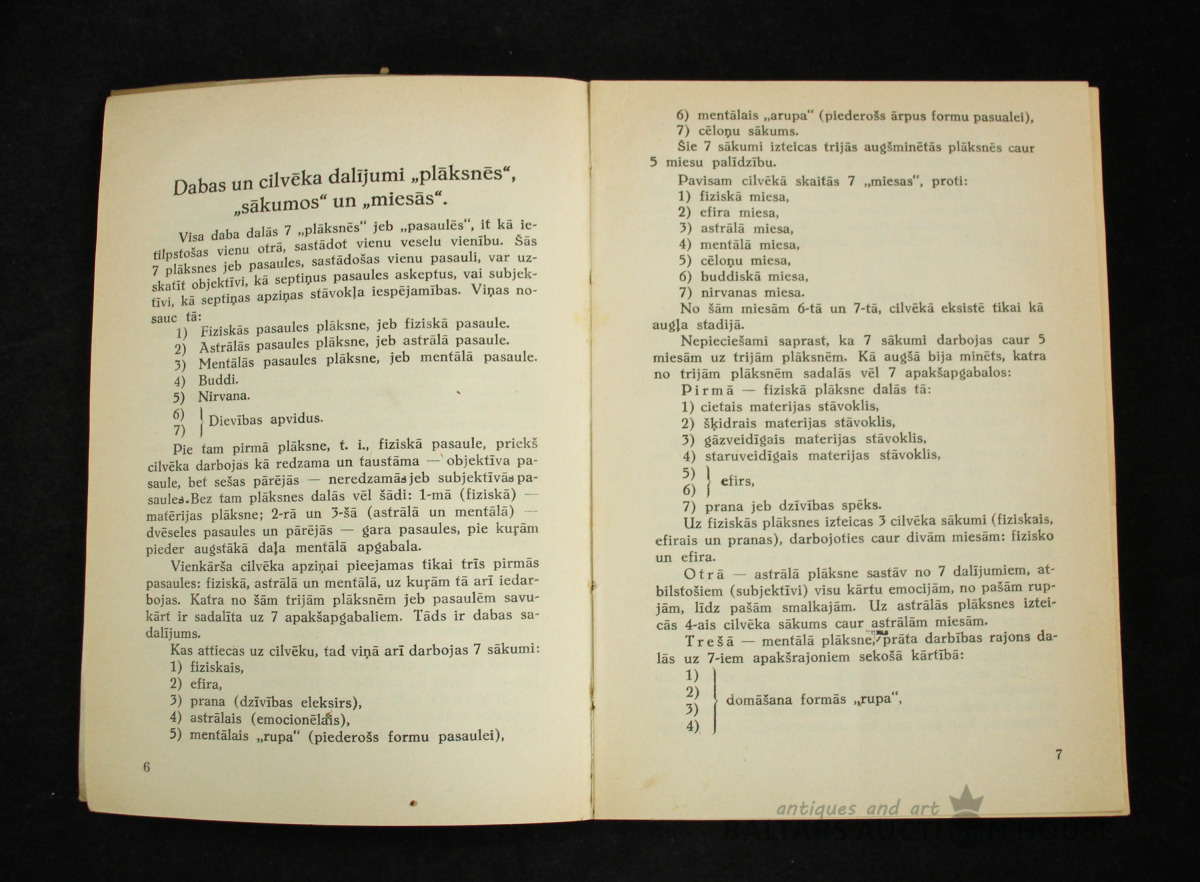 Dabas un cilvēka dalījumi „plāksnēs“,
„sākumos“ un „miesās“.
Visa daba dalās 7 „plāksnēs“ jeb „pasaulēs“, it kā ie-
tilpstošas vienu otrā, sastādot vienu veselu vienību. Šās
7 plāksnes jeb pasaules, sastādošas vienu pasauli, var uz-
skatīt objektīvi, kā septiņus pasaules askeptus, vai subjek-
tīvi, kā septiņas apziņas stāvokļa iespējamības. Viņas no-
sauc tā:
1) Fiziskās pasaules plāksne, jeb fiziskā pasaule.
2) Astrālās pasaules plāksne, jeb astrālā pasaule.
3) Mentālās pasaules plāksne, jeb mentālā pasaule.
4) Buddi.
5) Nirvana.
6)
7) Dievības apvidus.
Pie tam pirmā plāksne, t. i., fiziskā pasaule, priekš
cilvēka darbojas kā redzama un taustāma — objektīva pa-
saule, bet sešas pārējās — neredzamās jeb subjektīvās pa-
saules. Bez tam plāksnes dalās vēl šādi: 1-mā (fiziskā) —
matērijas plāksne; 2-rā un 3-šā (astrālā un mentālā) —
dvēseles pasaules un pārējās — gara pasaules, pie kuŗām
pieder augstākā daļa mentālā apgabala.
Vienkārša cilvēka apziņai pieejamas tikai trīs pirmās
pasaules: fiziskā, astrālā un mentālā, uz kuŗām tā arī iedar-
bojas. Katra no šām trijām plāksnēm jeb pasaulēm savu-
kārt ir sadalīta uz 7 apakšapgabaliem. Tāds ir dabas sa-
dalījums.
Kas attiecas uz cilvēku, tad viņā arī darbojas 7 sākumi:
1) fiziskais,
2) efira,
3) prana (dzīvības eleksirs),
4) astrālais (emocionēlais),
5) mentālais „rupa“ (piederošs formu pasaulei),
6
6) mentālais „arupa“ (piederošs ārpus formu pasualei),
7) cēloņu sākums.
Šie 7 sākumi izteicas trijās augšminētās plāksnēs caur
5 miesu palīdzību.
Pavisam cilvēkā skaitās 7 „miesas“, proti:
1) fiziskā miesa,
2) efira miesa,
3) astrālā miesa,
4) mentālā miesa,
5) cēloņu miesa,
6) buddiskā miesa,
7) nirvanas miesa.
No šām miesām 6-tā un 7-tā, cilvēkā eksistē tikai kā
augļa stadijā.
Nepieciešami saprast, ka 7 sākumi darbojas caur 5
miesām uz trijām plāksnēm. Kā augšā bija minēts, katra
no trijām plāksnēm sadalās vēl 7 apakšapgabalos:
Pirmā — fiziskā plāksne dalās tā:
1) cietais materijas stāvoklis,
2) šķidrais materijas stāvoklis,
3) gāzveidīgais materijas stāvoklis,
4) staruveidīgais materijas stāvoklis,
5)
6) efirs,
7) prana jeb dzīvības spēks.
Uz fiziskās plāksnes izteicas 3 cilvēka sākumi (fiziskais,
efirais un pranas), darbojoties caur divām miesām: fizisko
un efira.
Otrā — astrālā plāksne sastāv no 7 dalījumiem, at-
bilstošiem (subjektīvi) visu kārtu emocijām, no pašām rup-
jām, līdz pašām smalkajām. Uz astrālās plāksnes iztei-
cās 4-ais cilvēka sākums caur astrālām miesām.
Trešā — mentālā plāksne, prāta darbības rajons da-
lās uz 7-iem apakšrajoniem sekošā kārtībā:
1)
2)
3) domāšana formās „rupa“,
4)
7
antiques and art
BALTARS AUCTION HOUSE